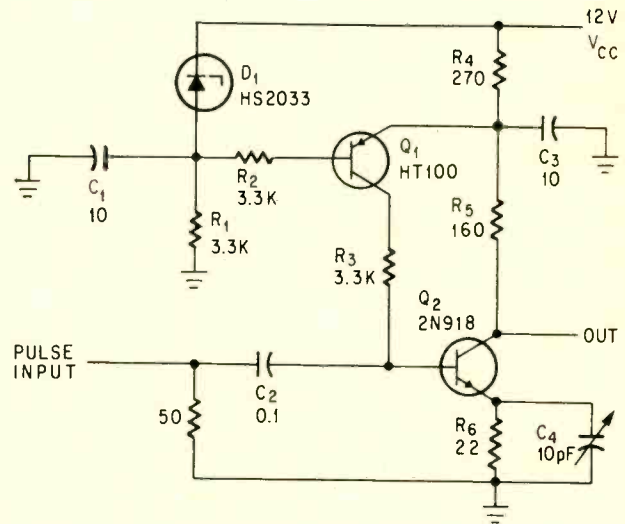 12V
VCC
R4
270
D1
HS2033
Q1
HT100
C3
10
C1
10
R2
3.3K
R1
3.3K
R5
160
R3
3.3K
Q2
2N918
OUT
PULSE
INPUT
C2
0.1
50
R6
22
C4
10pF